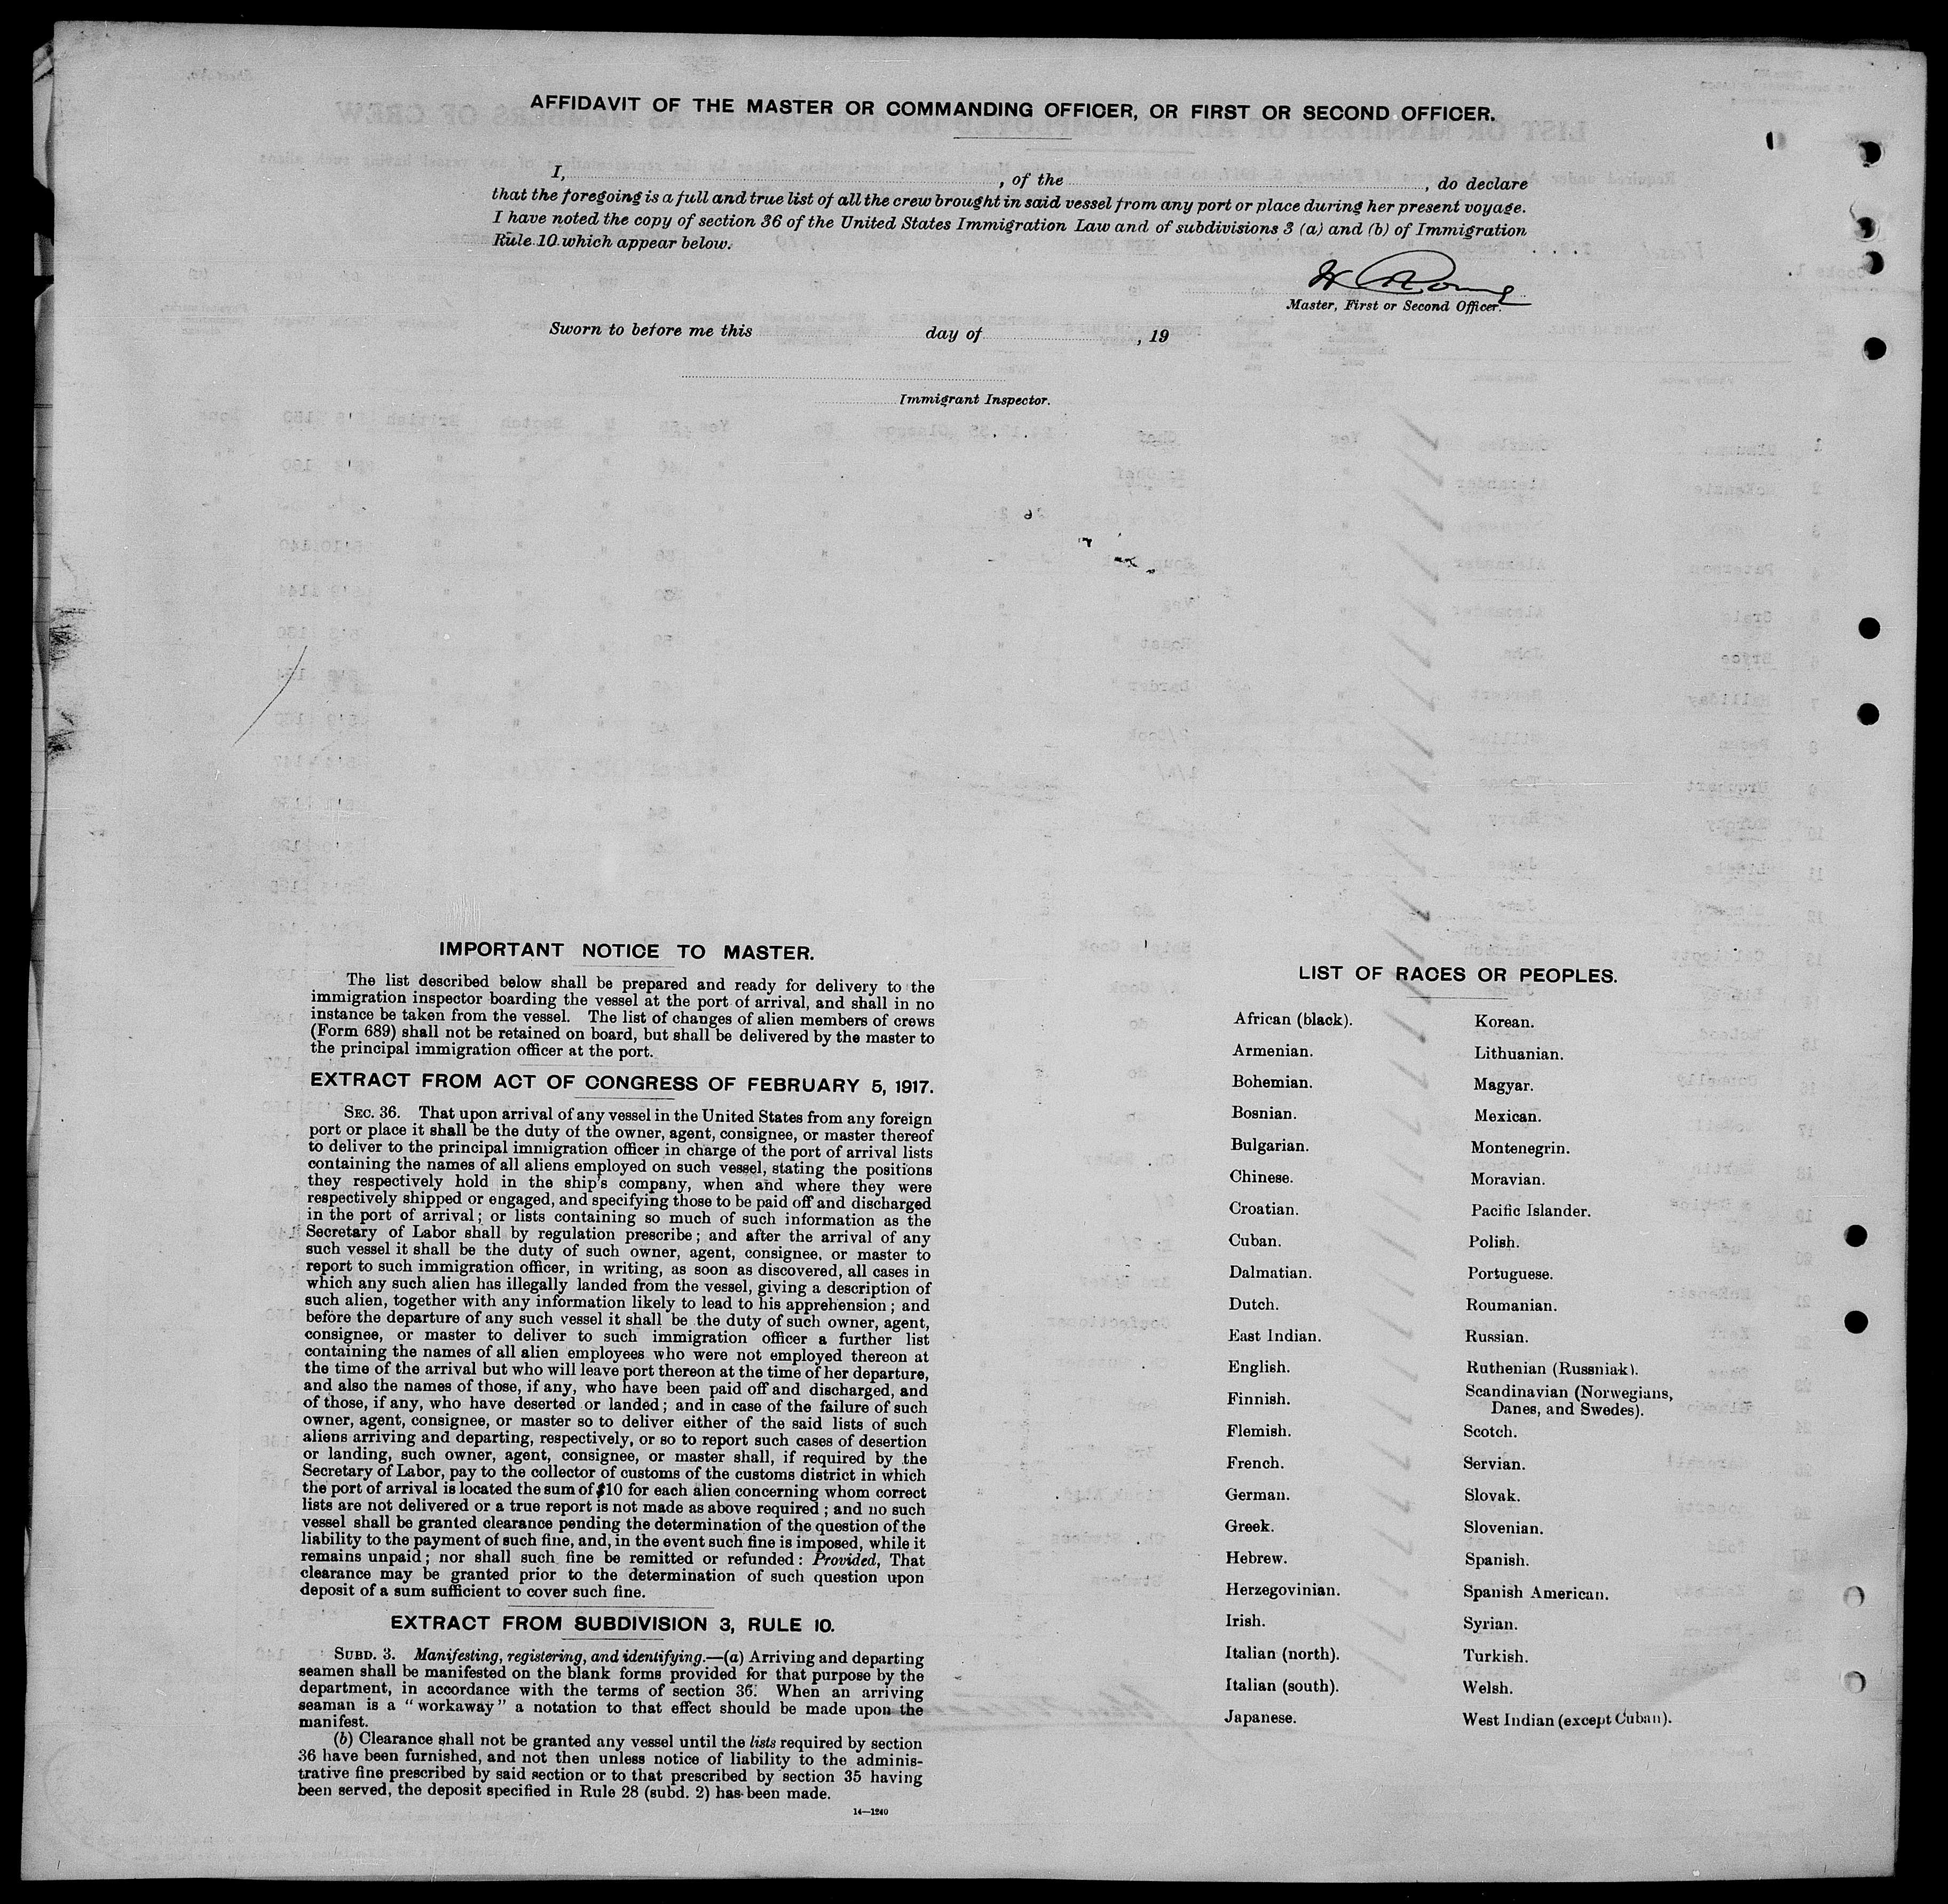 AFFIDAVIT OF THE MASTER OR COMMANDING OFFICER, OR FIRST OR SECOND OFFICER.
I, , of the , do declare
that the foregoing is a full and true list of all the crew brought in said vessel from any port or place during her present voyage.
I have noted the copy of section 36 of the United States Immigration Law and of subdivisions 3 (a) and (b) of Immigration
Rule 10 which appear below.
Master, First or Second Officer.
Sworn to before me this day of , 19
Immigrant Inspector.
IMPORTANT NOTICE TO MASTER.
The list described below shall be prepared and ready for delivery to the
immigration inspector boarding the vessel at the port of arrival, and shall in no
instance be taken from the vessel. The list of changes of alien members of crews
(Form 689) shall not be retained on board, but shall be delivered by the master to
the principal immigration officer at the port.
EXTRACT FROM ACT OF CONGRESS OF FEBRUARY 5, 1917.
SEC. 36. That upon arrival of any vessel in the United States from any foreign
port or place it shall be the duty of the owner, agent, consignee, or master thereof
to deliver to the principal immigration officer in charge of the port of arrival lists
containing the names of all aliens employed on such vessel, stating the positions
they respectively hold in the ship's company, when and where they were
respectively shipped or engaged, and specifying those to be paid off and discharged
in the port of arrival; or lists containing so much of such information as the
Secretary of Labor shall by regulation prescribe; and after the arrival of any
such vessel it shall be the duty of such owner, agent, consignee, or master to
report to such immigration officer, in writing, as soon as discovered, all cases in
which any such alien has illegally landed from the vessel, giving a description of
such alien, together with any information likely to lead to his apprehension; and
before the departure of any such vessel it shall be the duty of such owner, agent,
consignee, or master to deliver to such immigration officer a further list
containing the names of all alien employees who were not employed thereon at
the time of the arrival but who will leave port thereon at the time of her departure,
and also the names of those, if any, who have been paid off and discharged, and
of those, if any, who have deserted or landed; and in case of the failure of such
owner, agent, consignee, or master so to deliver either of the said lists of such
aliens arriving and departing, respectively, or so to report such cases of desertion
or landing, such owner, agent, consignee, or master shall, if required by the
Secretary of Labor, pay to the collector of customs of the customs district in which
the port of arrival is located the sum of $10 for each alien concerning whom correct
lists are not delivered or a true report is not made as above required; and no such
vessel shall be granted clearance pending the determination of the question of the
liability to the payment of such fine, and, in the event such fine is imposed, while it
remains unpaid; nor shall such fine be remitted or refunded: Provided, That
clearance may be granted prior to the determination of such question upon
deposit of a sum sufficient to cover such fine.
EXTRACT FROM SUBDIVISION 3, RULE 10.
SUBD. 3. Manifesting, registering, and identifying.—(a) Arriving and departing
seamen shall be manifested on the blank forms provided for that purpose by the
department, in accordance with the terms of section 36. When an arriving
seaman is a "workaway" a notation to that effect should be made upon the
manifest.
(b) Clearance shall not be granted any vessel until the lists required by section
36 have been furnished, and not then unless notice of liability to the adminis-
trative fine prescribed by said section or to that prescribed by section 35 having
been served, the deposit specified in Rule 28 (subd. 2) has been made.
14—1240
LIST OF RACES OR PEOPLES.
African (black).
Armenian.
Bohemian.
Bosnian.
Bulgarian.
Chinese.
Croatian.
Cuban.
Dalmatian.
Dutch.
East Indian.
English.
Finnish.
Flemish.
French.
German.
Greek.
Hebrew.
Herzegovinian.
Irish.
Italian (north).
Italian (south).
Japanese.
Korean.
Lithuanian.
Magyar.
Mexican.
Montenegrin.
Moravian.
Pacific Islander.
Polish.
Portuguese.
Roumanian.
Russian.
Ruthenian (Russniak).
Scandinavian (Norwegians,
Danes, and Swedes).
Scotch.
Servian.
Slovak.
Slovenian.
Spanish.
Spanish American.
Syrian.
Turkish.
Welsh.
West Indian (except Cuban).